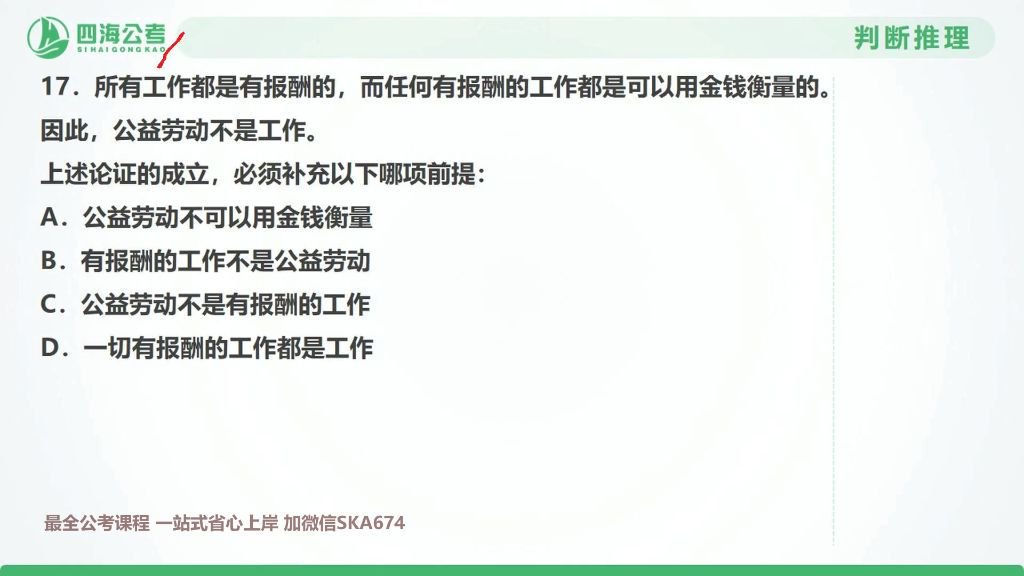 四海公考
SIHAIGONGKAO
判断推理
17. 所有工作都是有报酬的，而任何有报酬的工作都是可以用金钱衡量的。
因此，公益劳动不是工作。
上述论证的成立，必须补充以下哪项前提：
A. 公益劳动不可以用金钱衡量
B. 有报酬的工作不是公益劳动
C. 公益劳动不是有报酬的工作
D. 一切有报酬的工作都是工作
最全公考课程 一站式省心上岸 加微信SKA674